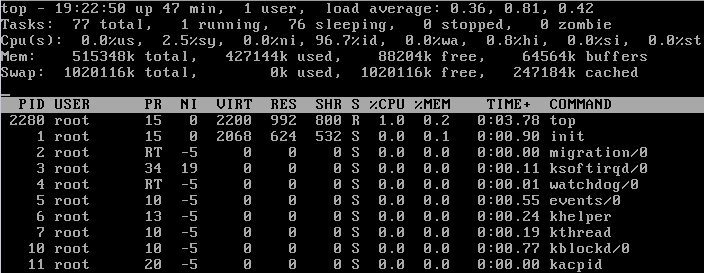 top - 19:22:50 up 47 min,  1 user,  load average: 0.36, 0.81, 0.42
Tasks:  77 total,   1 running,  76 sleeping,   0 stopped,   0 zombie
Cpu(s):  0.0%us,  2.5%sy,  0.0%ni, 96.7%id,  0.0%wa,  0.8%hi,  0.0%si,  0.0%st
Mem:    515348k total,   427144k used,    88204k free,    64564k buffers
Swap:  1020116k total,        0k used,  1020116k free,   247184k cached
  PID USER      PR  NI  VIRT  RES  SHR S %CPU %MEM    TIME+  COMMAND
 2280 root      15   0  2200  992  800 R  1.0  0.2   0:03.78 top
    1 root      15   0  2068  624  532 S  0.0  0.1   0:00.90 init
    2 root      RT  -5     0    0    0 S  0.0  0.0   0:00.00 migration/0
    3 root      34  19     0    0    0 S  0.0  0.0   0:00.11 ksoftirqd/0
    4 root      RT  -5     0    0    0 S  0.0  0.0   0:00.01 watchdog/0
    5 root      10  -5     0    0    0 S  0.0  0.0   0:00.55 events/0
    6 root      13  -5     0    0    0 S  0.0  0.0   0:00.24 khelper
    7 root      10  -5     0    0    0 S  0.0  0.0   0:00.19 kthread
   10 root      10  -5     0    0    0 S  0.0  0.0   0:00.77 kblockd/0
   11 root      20  -5     0    0    0 S  0.0  0.0   0:00.00 kacpid